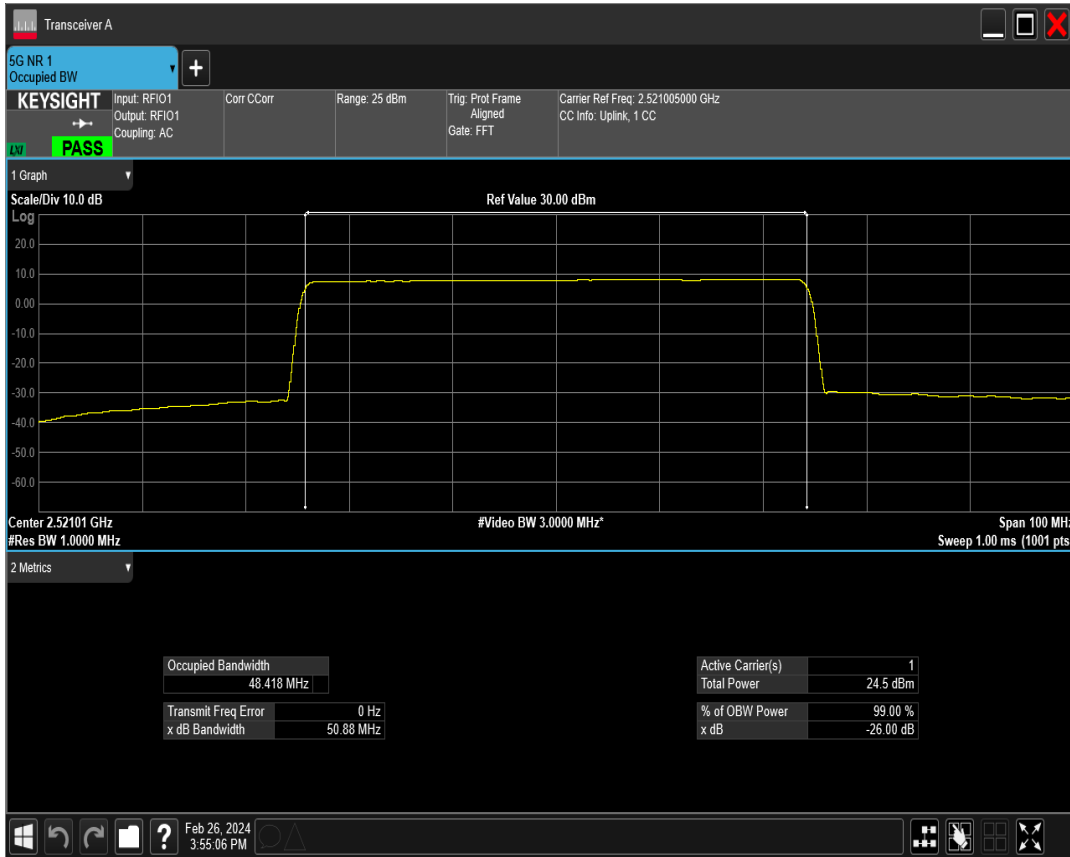 Transceiver A
5G NR 1
Occupied BW
+
KEYSIGHT
LXI
PASS
Input: RFIO1
Output: RFIO1
Coupling: AC
Corr CCorr
Range: 25 dBm
Trig: Prot Frame
Aligned
Gate: FFT
Carrier Ref Freq: 2.521005000 GHz
CC Info: Uplink, 1 CC
1 Graph
Scale/Div 10.0 dB
Ref Value 30.00 dBm
Log
20.0
10.0
0.00
-10.0
-20.0
-30.0
-40.0
-50.0
-60.0
Center 2.52101 GHz
#Video BW 3.0000 MHz*
Span 100 MHz
#Res BW 1.0000 MHz
Sweep 1.00 ms (1001 pts
2 Metrics
Occupied Bandwidth
48.418 MHz
Transmit Freq Error 0 Hz
x dB Bandwidth 50.88 MHz
Active Carrier(s) 1
Total Power 24.5 dBm
% of OBW Power 99.00 %
x dB -26.00 dB
?
Feb 26, 2024
3:55:06 PM